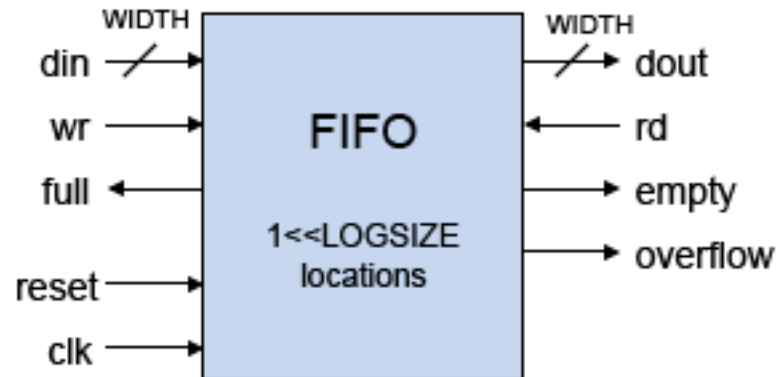 WIDTH
din
wr
full
reset
clk
FIFO
1<<LOGSIZE
locations
WIDTH
dout
rd
empty
overflow